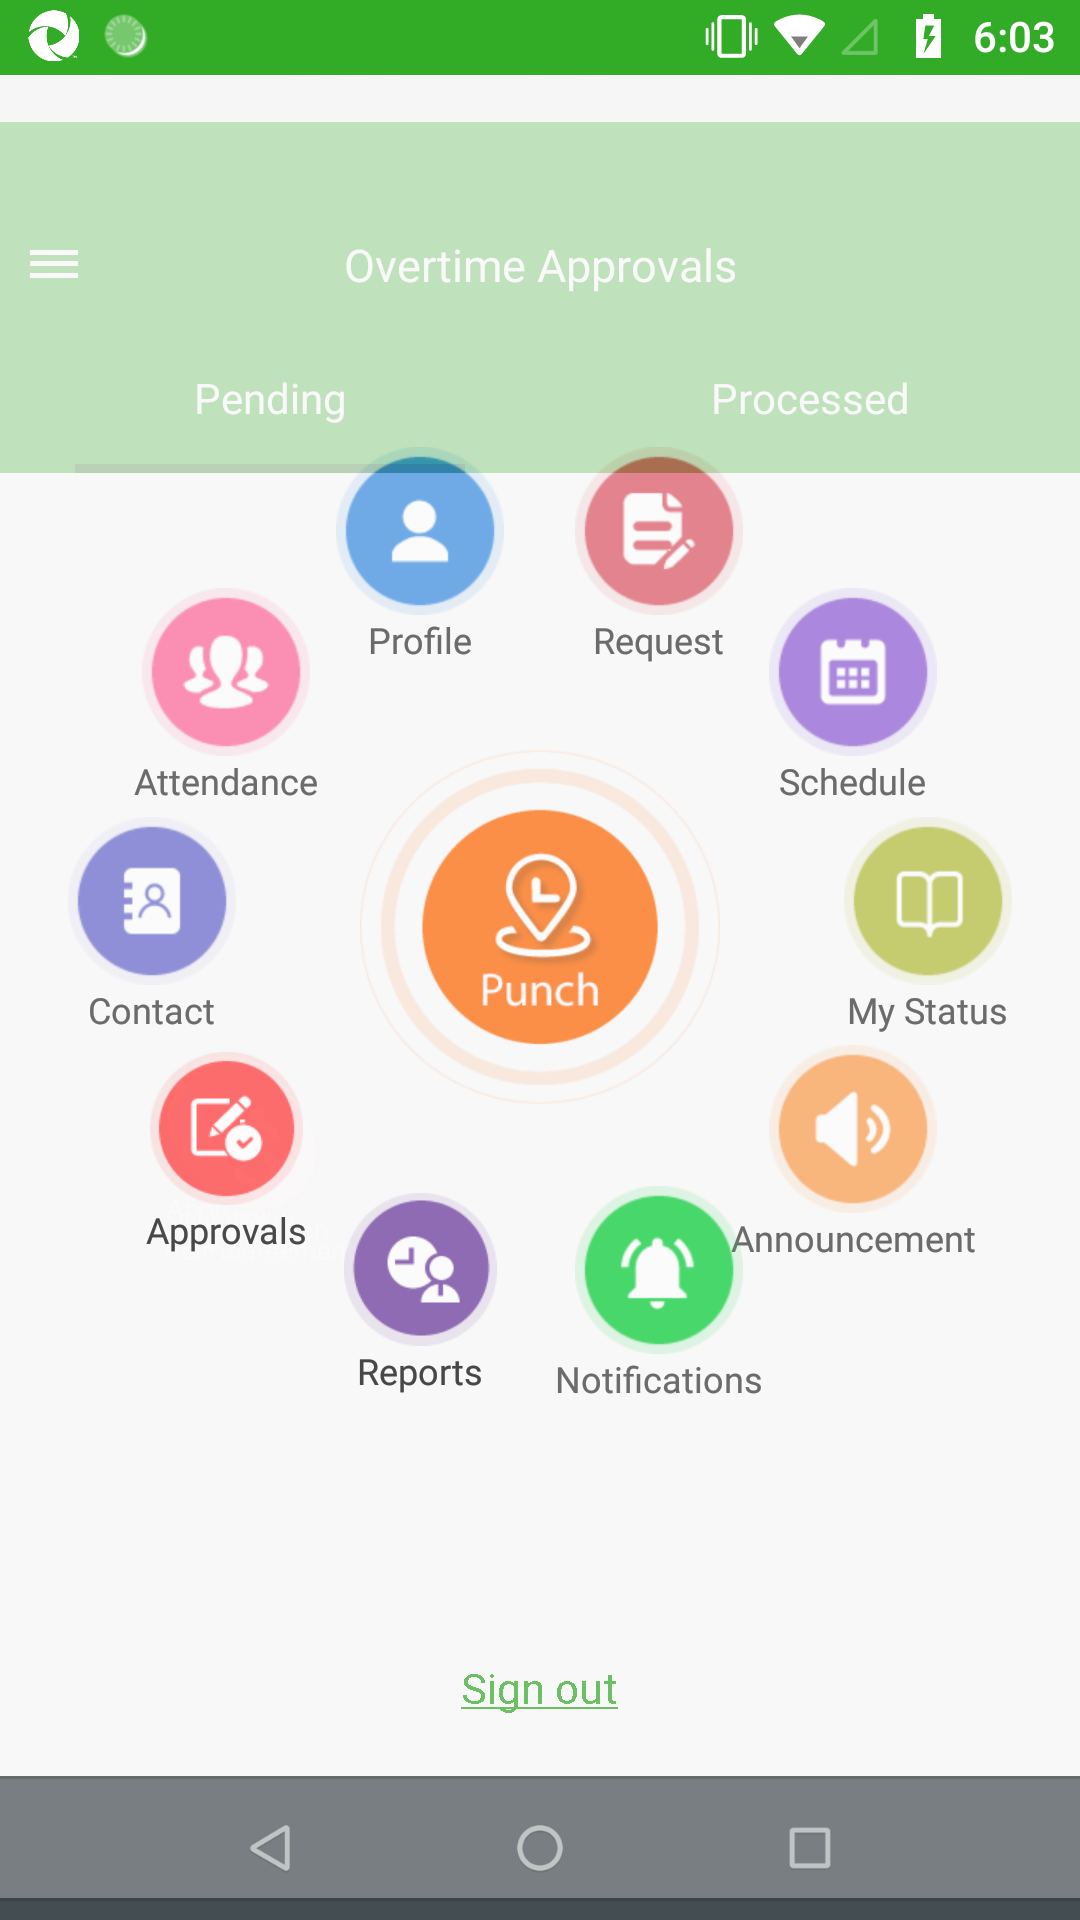 6:03
Overtime Approvals
Pending Processed
Profile Request
Attendance Schedule
Punch
Contact My Status
Approvals Announcement
Reports Notifications
Sign out